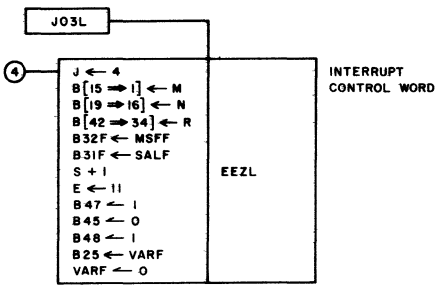 J03L
4
J ← 4
B[15 ⇒ 1] ← M
B[19 ⇒ 16] ← N
B[42 ⇒ 34] ← R
B32F ← MSFF
B31F ← SALF
S + 1
E ← 11
B47 ← 1
B45 ← 0
B48 ← 1
B25 ← VARF
VARF ← 0
EEZL
INTERRUPT
CONTROL WORD